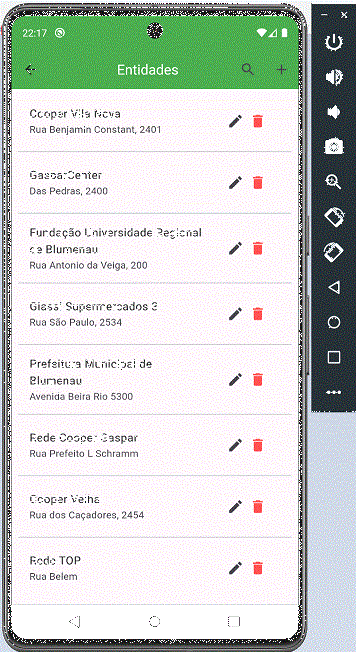 22:17
Entidades
Cooper Vila Nova
Rua Benjamin Constant, 2401
GasparCenter
Das Pedras, 2400
Fundação Universidade Regional
de Blumenau
Rua Antonio da Veiga, 200
Giassi Supermercados 3
Rua São Paulo, 2534
Prefeitura Municipal de
Blumenau
Avenida Beira Rio 5300
Rede Cooper Gaspar
Rua Prefeito L Schramm
Cooper Velha
Rua dos Caçadores, 2454
Rede TOP
Rua Belem